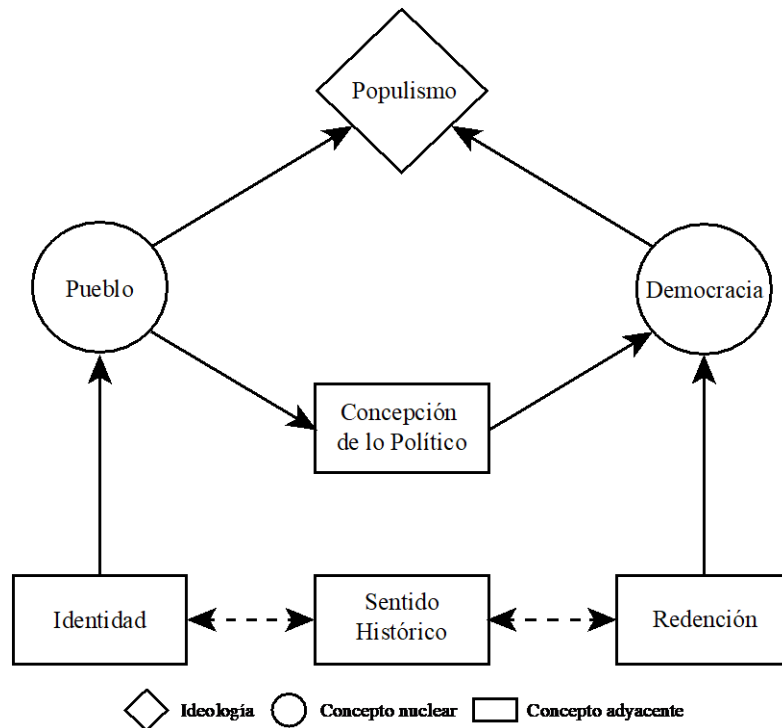 Populismo
Pueblo
Democracia
Concepción
de lo Político
Identidad
Sentido
Histórico
Redención
Ideología
Concepto nuclear
Concepto adyacente